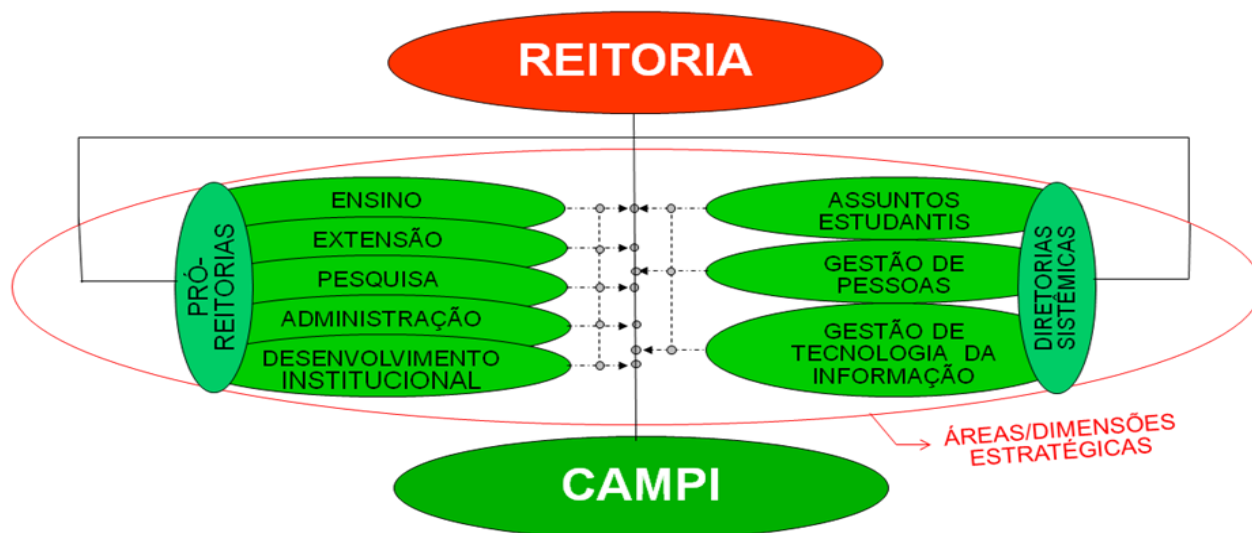 REITORIA
PRÓ-
REITORIAS
ENSINO
EXTENSÃO
PESQUISA
ADMINISTRAÇÃO
DESENVOLVIMENTO
INSTITUCIONAL
ASSUNTOS
ESTUDANTIS
GESTÃO DE
PESSOAS
GESTÃO DE
TECNOLOGIA DA
INFORMAÇÃO
DIRETORIAS
SISTÊMICAS
ÁREAS/DIMENSÕES
ESTRATÉGICAS
CAMPI